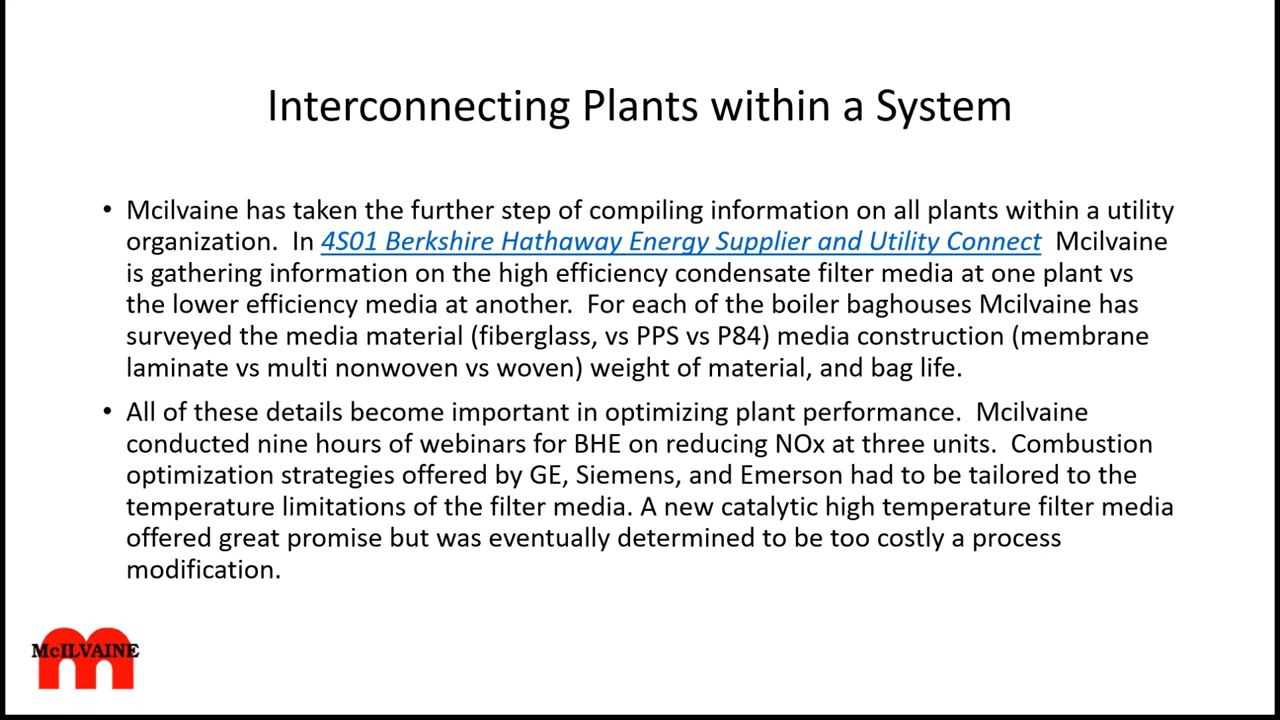 Interconnecting Plants within a System
• Mcilvaine has taken the further step of compiling information on all plants within a utility
organization.  In 4S01 Berkshire Hathaway Energy Supplier and Utility Connect  Mcilvaine
is gathering information on the high efficiency condensate filter media at one plant vs
the lower efficiency media at another.  For each of the boiler baghouses Mcilvaine has
surveyed the media material (fiberglass, vs PPS vs P84) media construction (membrane
laminate vs multi nonwoven vs woven) weight of material, and bag life.
• All of these details become important in optimizing plant performance.  Mcilvaine
conducted nine hours of webinars for BHE on reducing NOx at three units.  Combustion
optimization strategies offered by GE, Siemens, and Emerson had to be tailored to the
temperature limitations of the filter media. A new catalytic high temperature filter media
offered great promise but was eventually determined to be too costly a process
modification.
McILVAINE